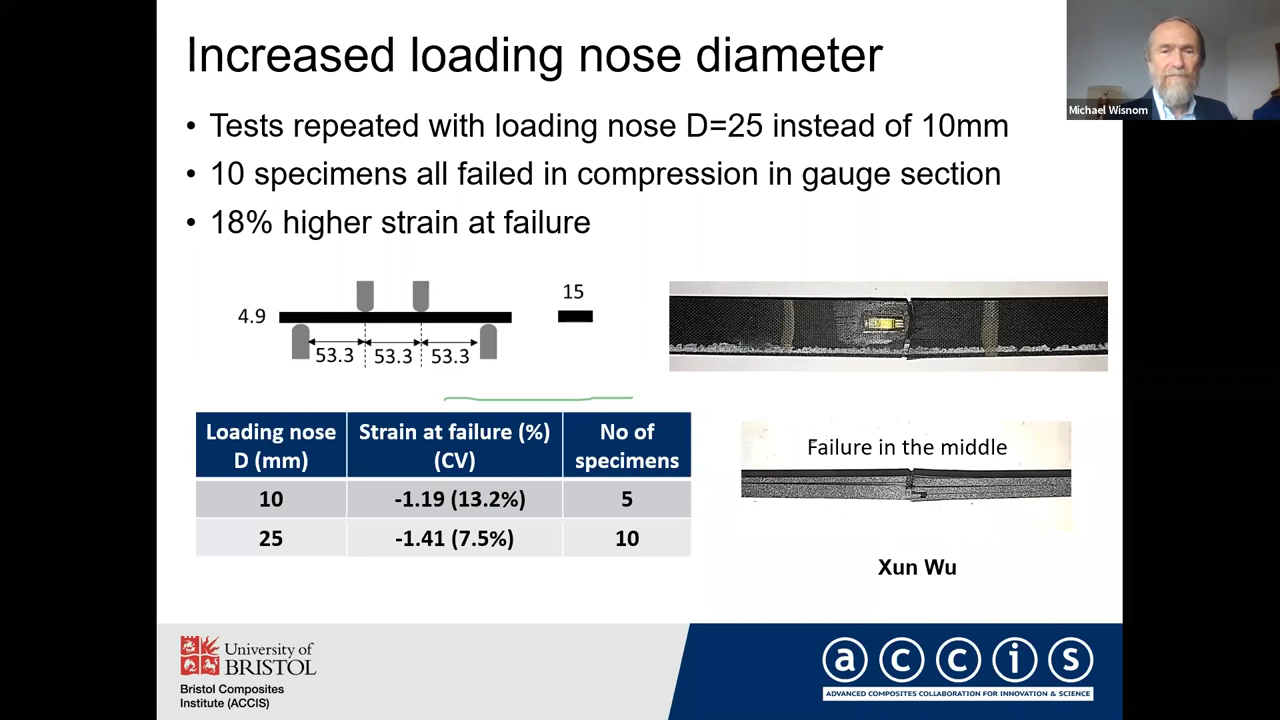 Increased loading nose diameter
• Tests repeated with loading nose D=25 instead of 10mm
• 10 specimens all failed in compression in gauge section
• 18% higher strain at failure
Michael Wisnom
15
4.9
53.3 53.3 53.3
Loading nose D (mm) Strain at failure (%) (CV) No of specimens
10 -1.19 (13.2%) 5
25 -1.41 (7.5%) 10
Failure in the middle
Xun Wu
University of
BRISTOL
Bristol Composites
Institute (ACCIS)
accis
ADVANCED COMPOSITES COLLABORATION FOR INNOVATION & SCIENCE